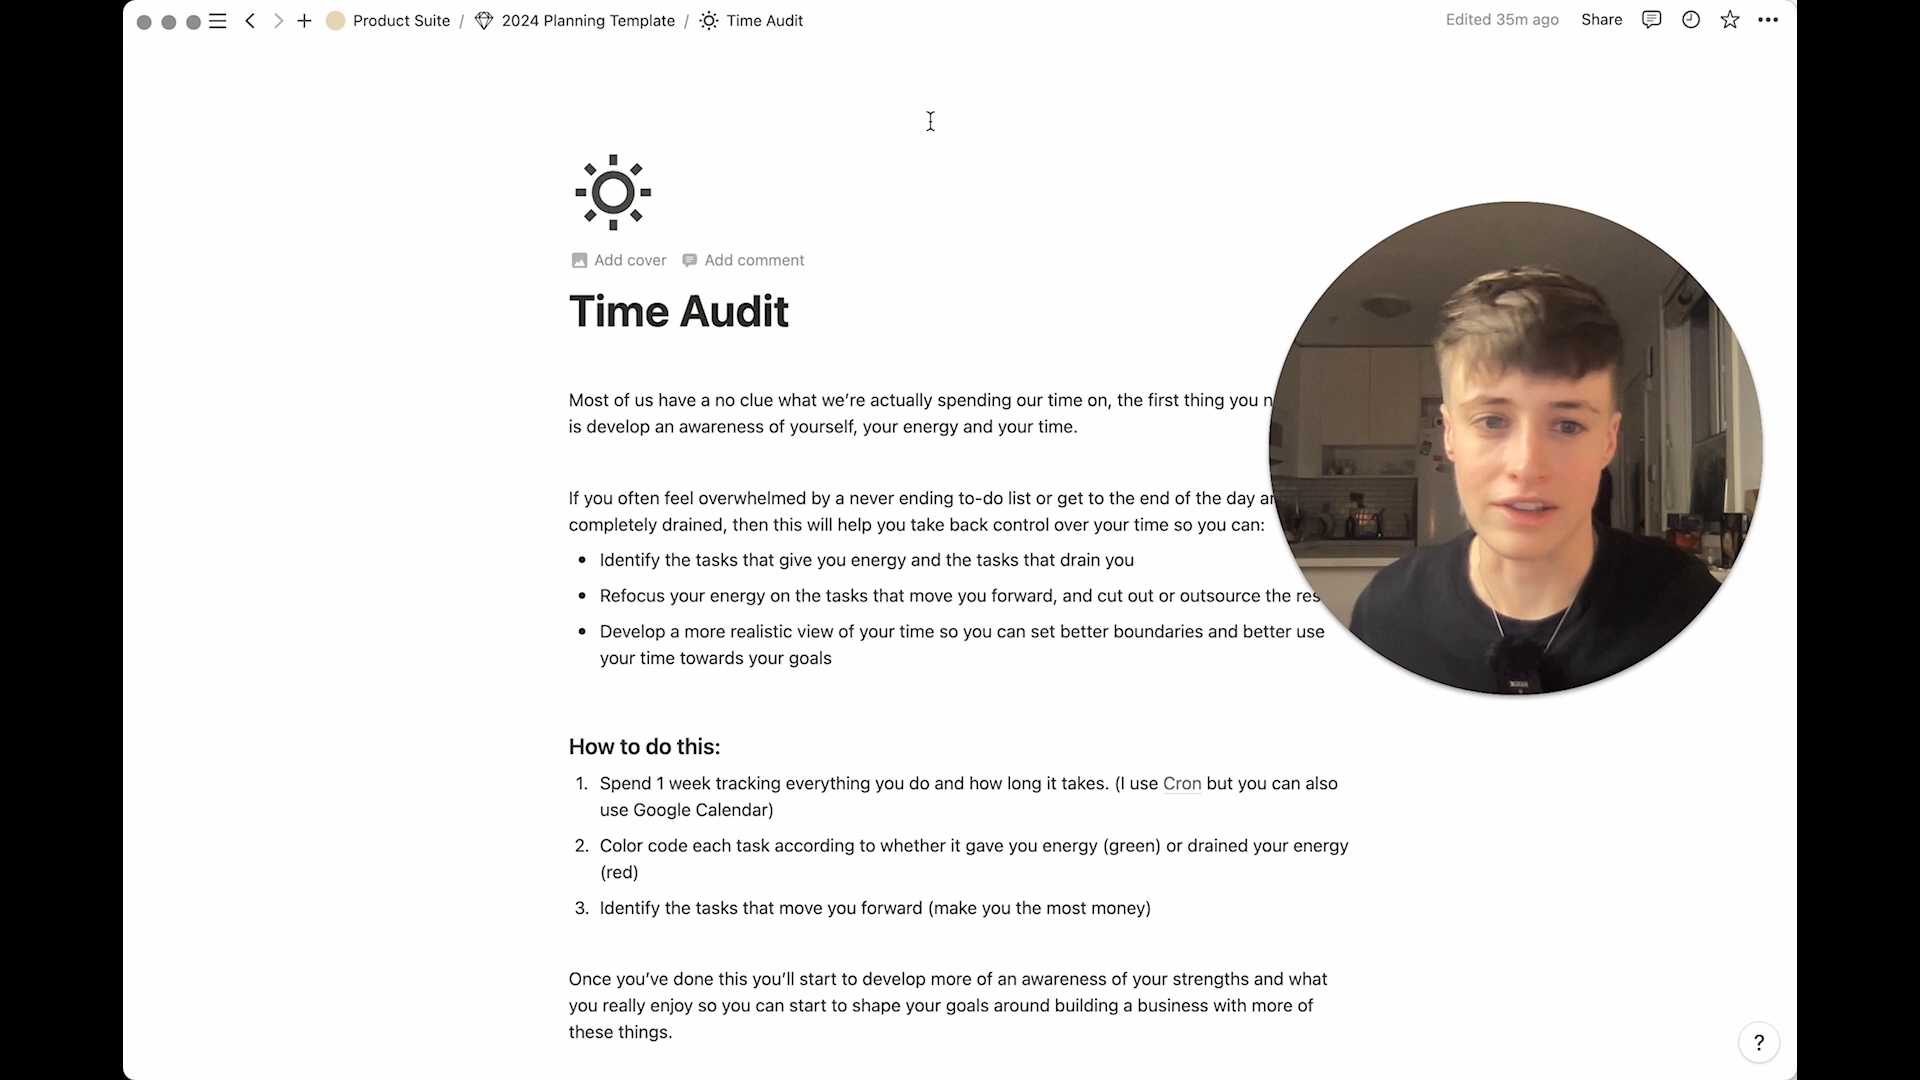 Product Suite / 2024 Planning Template / Time Audit
Edited 35m ago Share
Add cover Add comment
Time Audit
Most of us have a no clue what we’re actually spending our time on, the first thing you
is develop an awareness of yourself, your energy and your time.
If you often feel overwhelmed by a never ending to-do list or get to the end of the day
completely drained, then this will help you take back control over your time so you can:
• Identify the tasks that give you energy and the tasks that drain you
• Refocus your energy on the tasks that move you forward, and cut out or outsource the
• Develop a more realistic view of your time so you can set better boundaries and better use
your time towards your goals
How to do this:
1. Spend 1 week tracking everything you do and how long it takes. (I use Cron but you can also
use Google Calendar)
2. Color code each task according to whether it gave you energy (green) or drained your energy
(red)
3. Identify the tasks that move you forward (make you the most money)
Once you’ve done this you’ll start to develop more of an awareness of your strengths and what
you really enjoy so you can start to shape your goals around building a business with more of
these things.
?